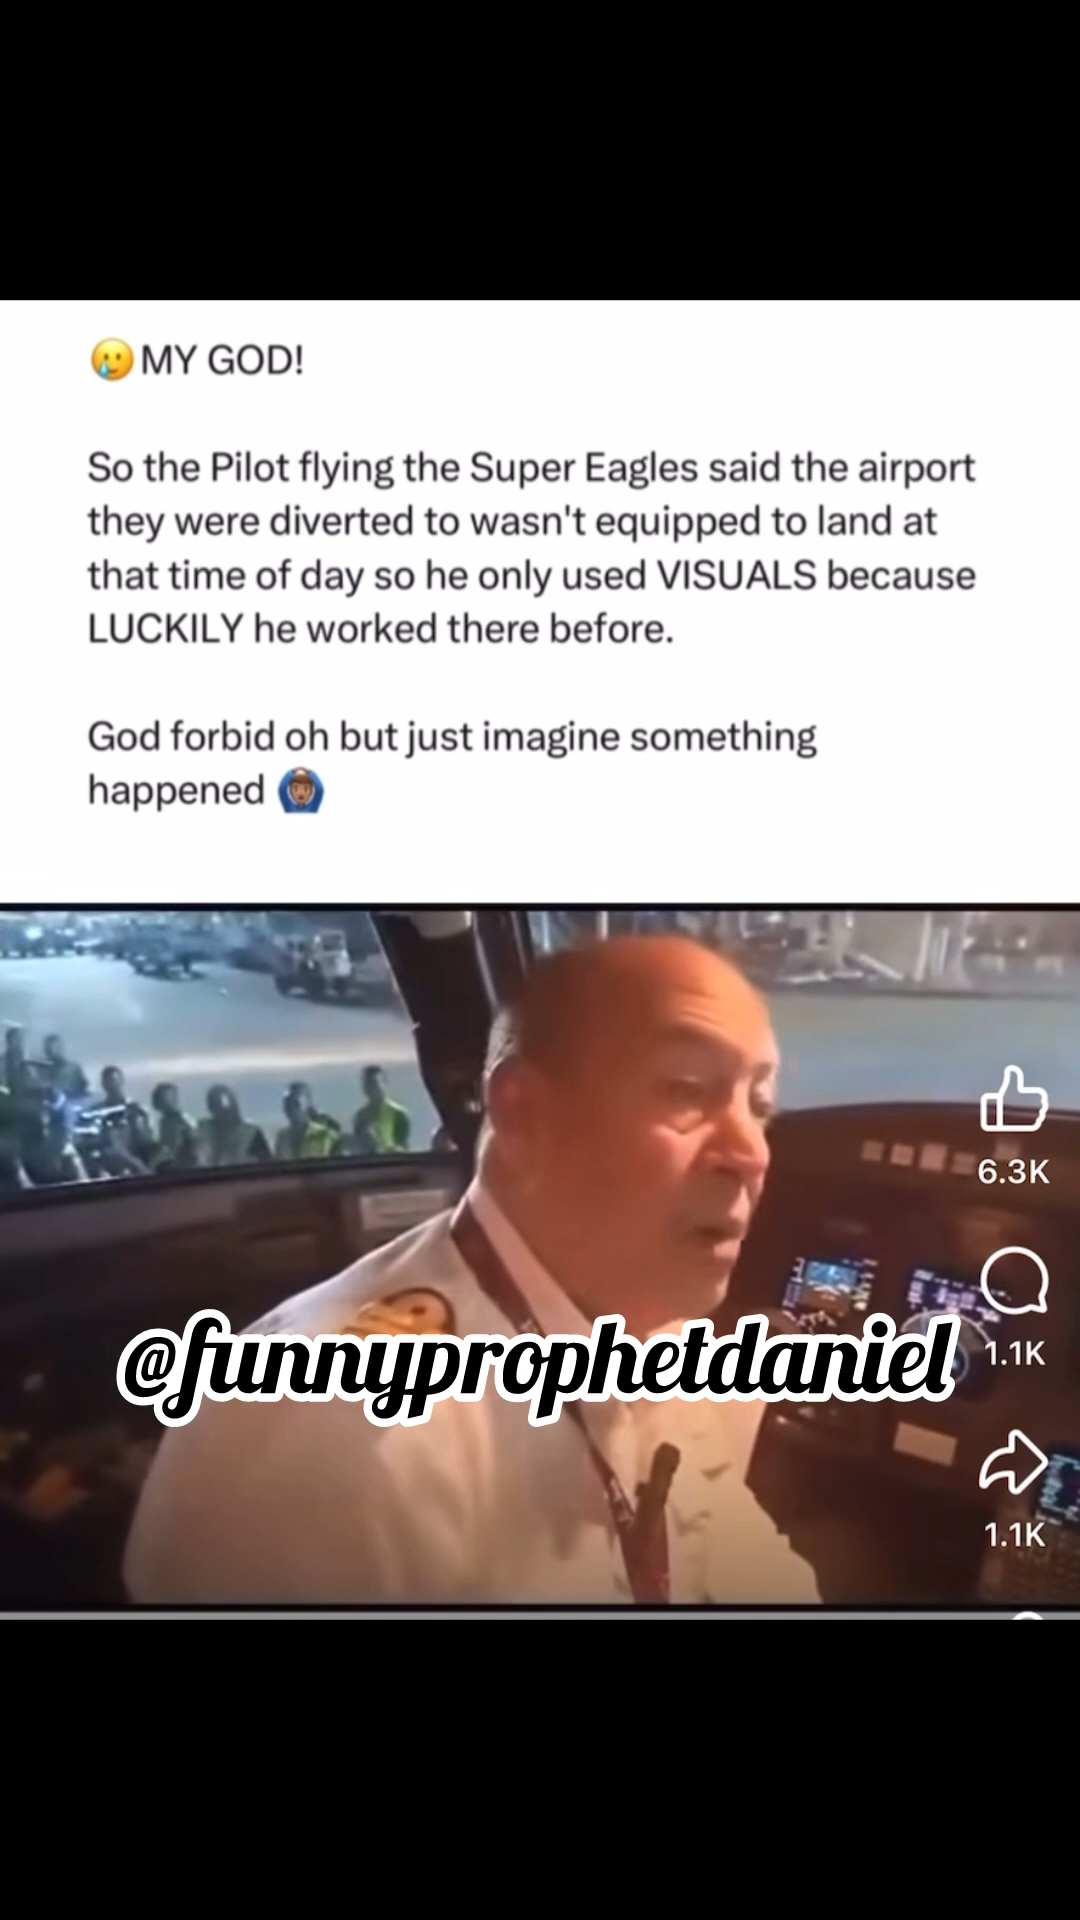 🥲 MY GOD!
So the Pilot flying the Super Eagles said the airport
they were diverted to wasn't equipped to land at
that time of day so he only used VISUALS because
LUCKILY he worked there before.
God forbid oh but just imagine something
happened 🙆🏽‍♂️
6.3K
@funnyprophetdaniel
1.1K
1.1K